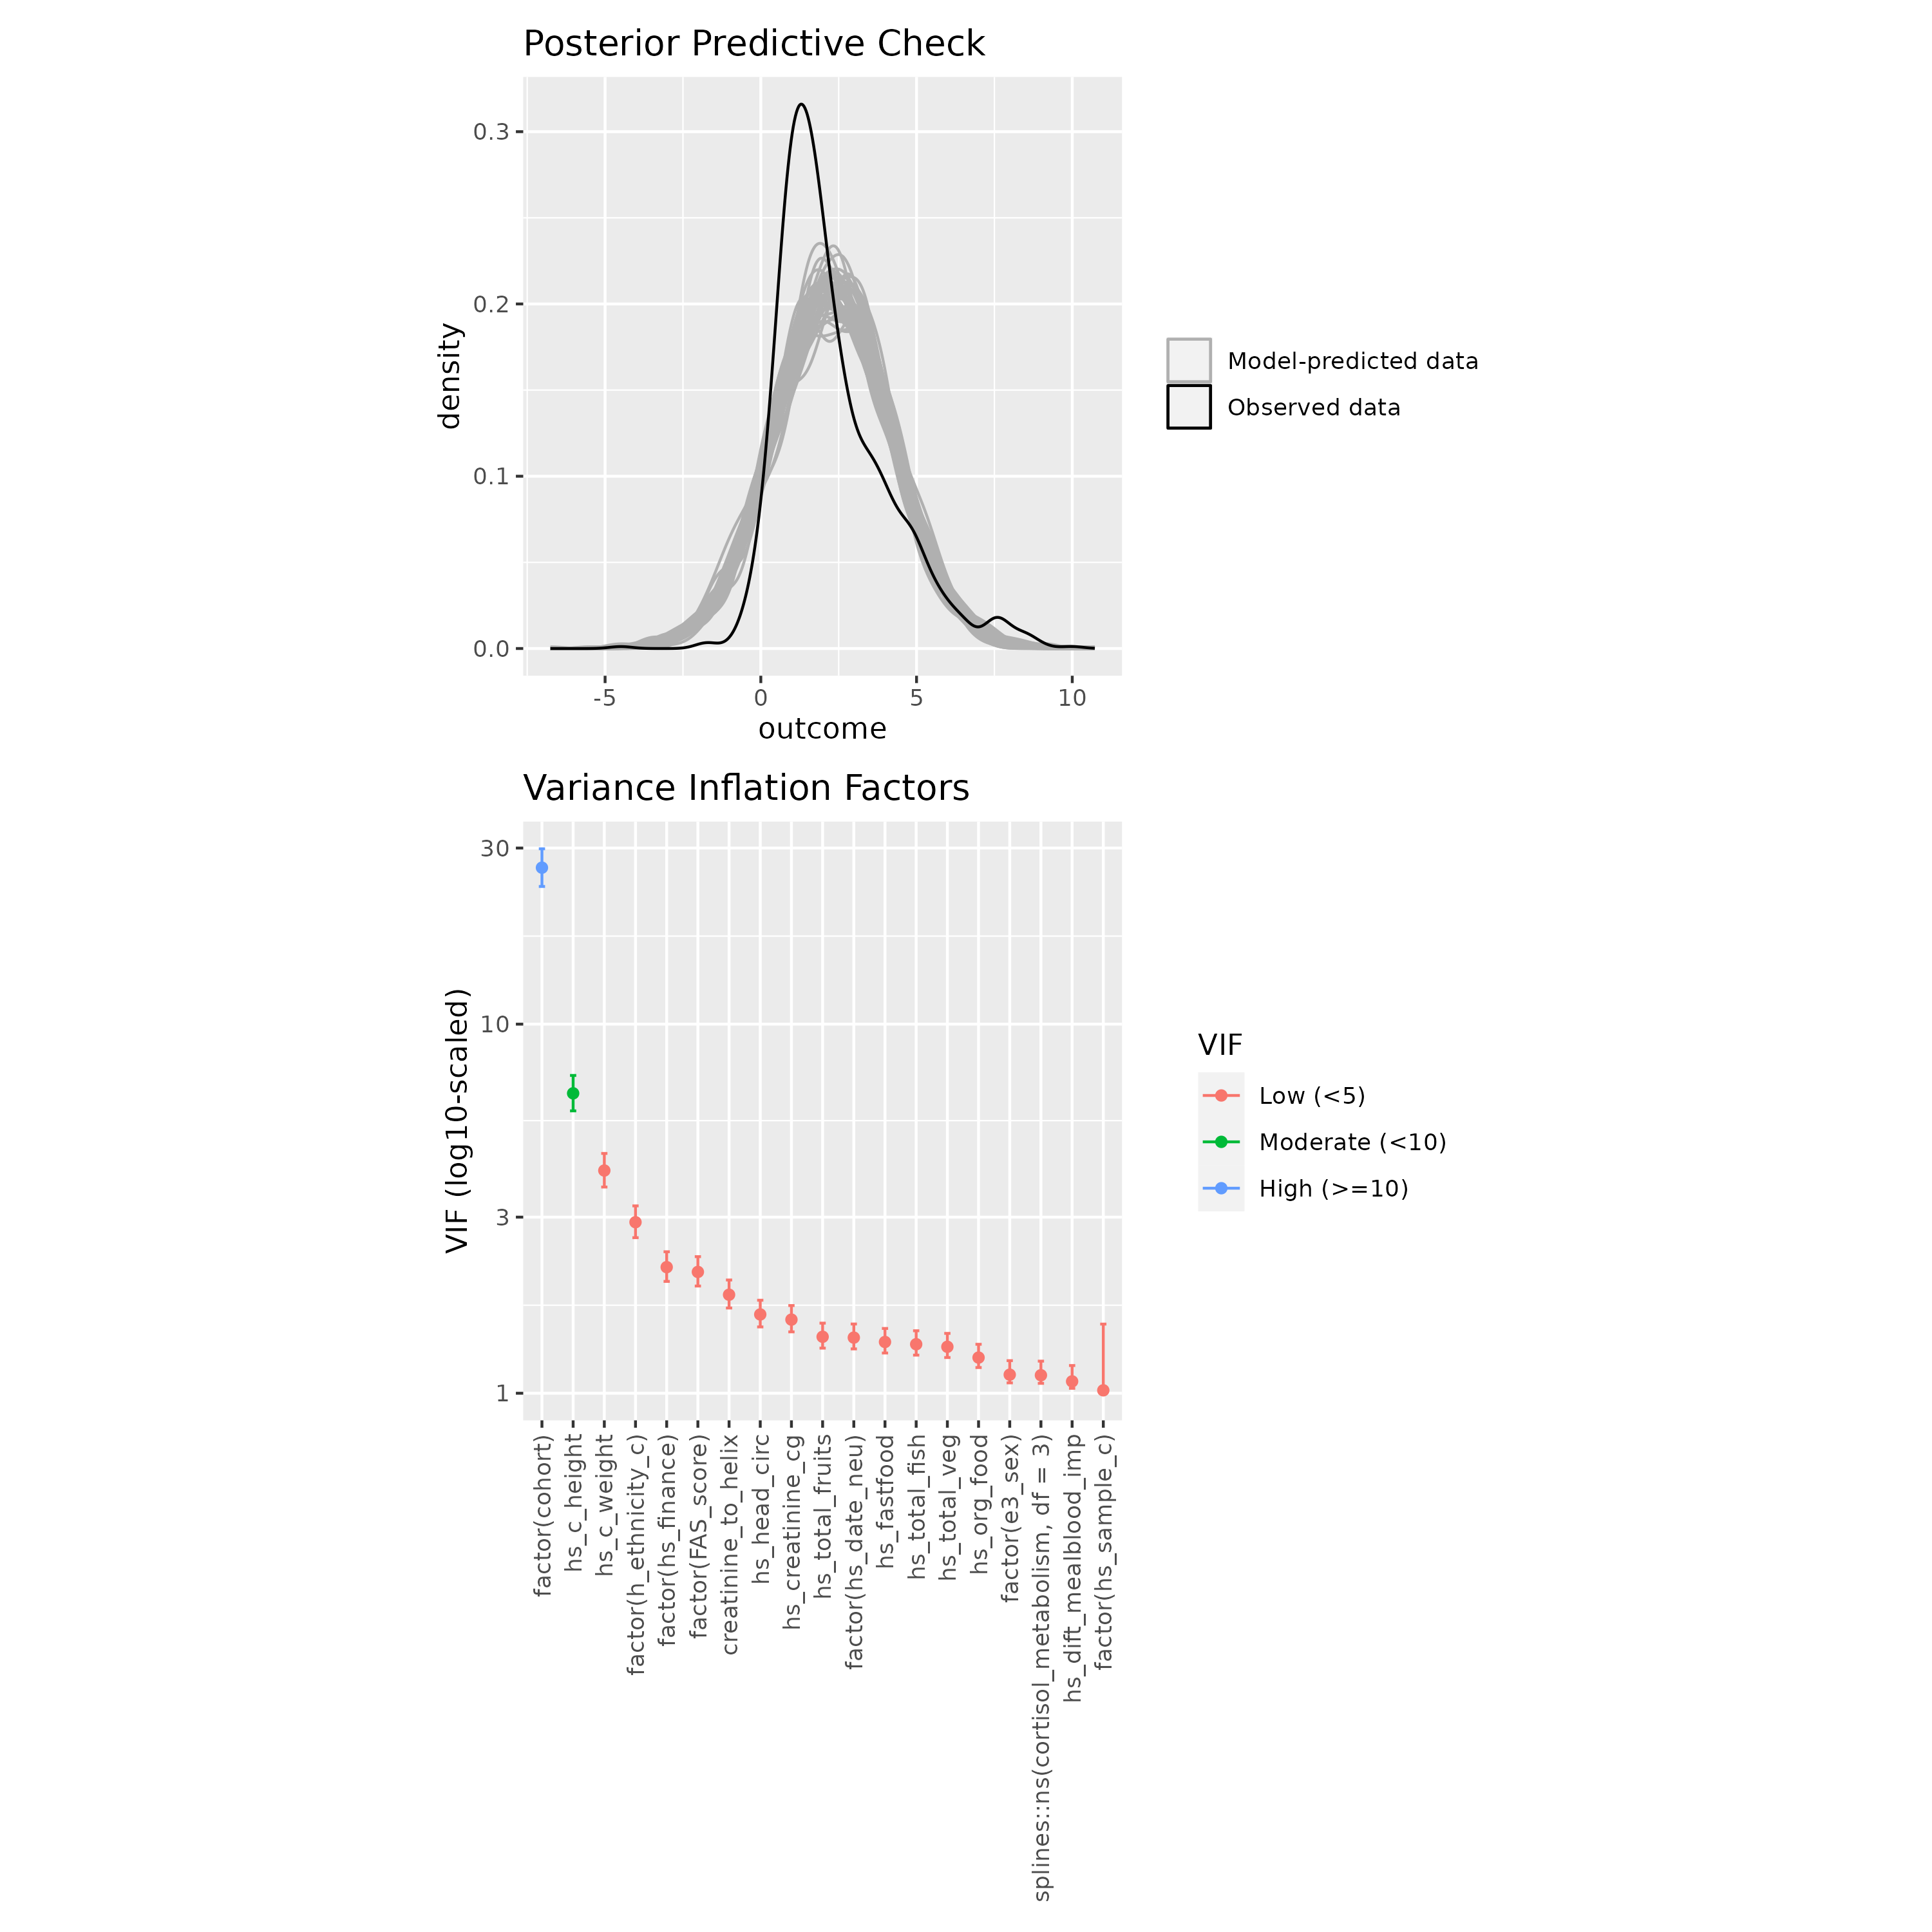 Posterior Predictive Check
0.3
0.2
0.1
0.0
density
-5
0
5
10
outcome
Model-predicted data
Observed data
Variance Inflation Factors
30
10
3
1
VIF (log10-scaled)
factor(cohort)
hs_c_height
hs_c_weight
factor(h_ethnicity_c)
factor(hs_finance)
factor(FAS_score)
creatinine_to_helix
hs_head_circ
hs_creatinine_cg
hs_total_fruits
factor(hs_date_neu)
hs_fastfood
hs_total_fish
hs_total_veg
hs_org_food
factor(e3_sex)
splines::ns(cortisol_metabolism, df = 3)
hs_dift_mealblood_imp
factor(hs_sample_c)
VIF
Low (<5)
Moderate (<10)
High (>=10)